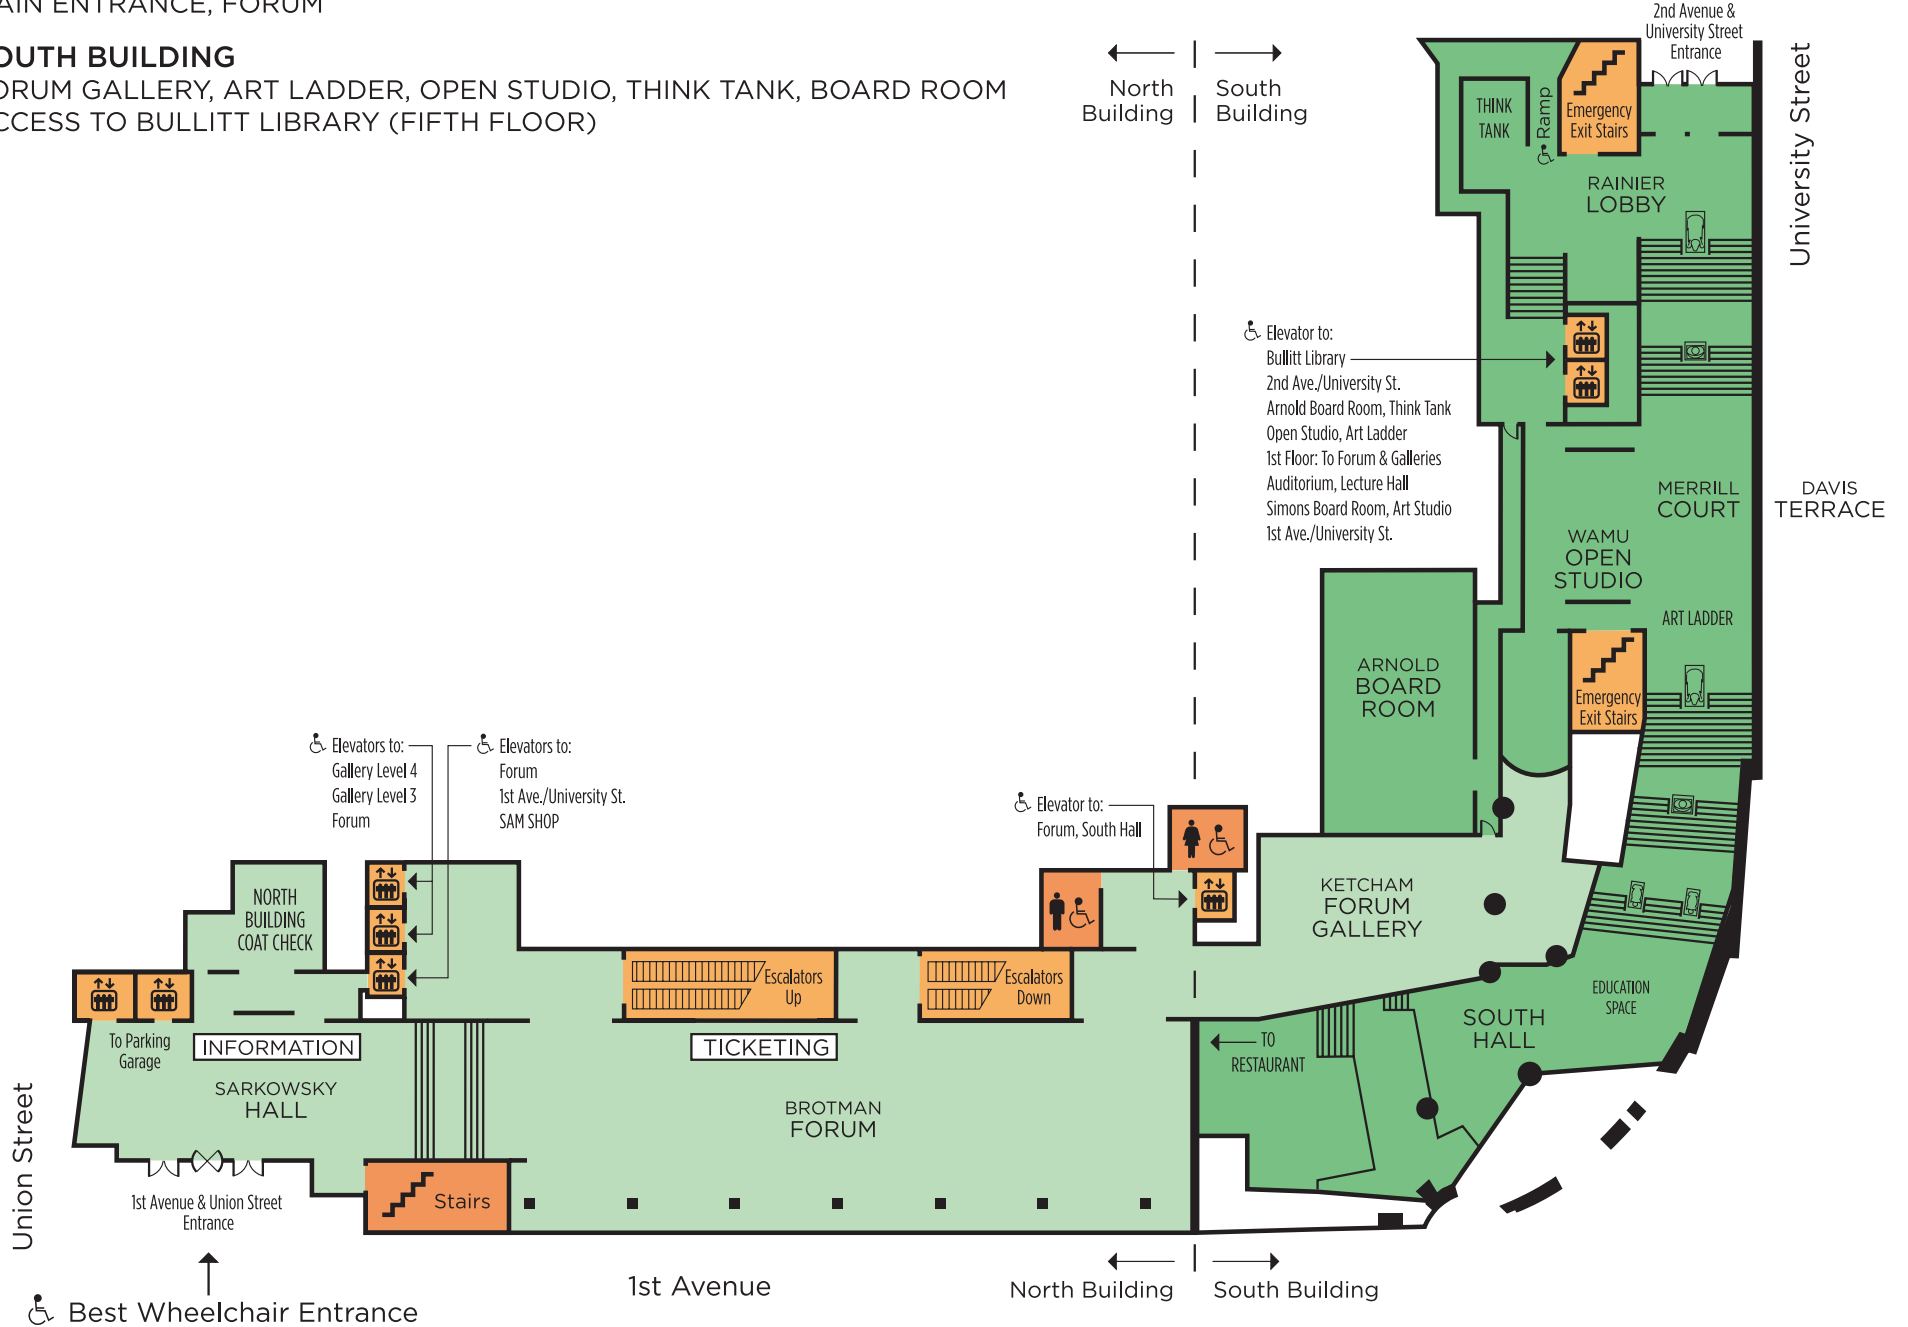 AIN ENTRANCE, FORUM
OUTH BUILDING
ORUM GALLERY, ART LADDER, OPEN STUDIO, THINK TANK, BOARD ROOM
CCESS TO BULLITT LIBRARY (FIFTH FLOOR)
North
Building
South
Building
2nd Avenue &
University Street
Entrance
University Street
THINK
TANK
Ramp
Emergency
Exit Stairs
RAINIER
LOBBY
Elevator to:
Bullitt Library
2nd Ave./University St.
Arnold Board Room, Think Tank
Open Studio, Art Ladder
1st Floor: To Forum & Galleries
Auditorium, Lecture Hall
Simons Board Room, Art Studio
1st Ave./University St.
MERRILL
COURT
DAVIS
TERRACE
WAMU
OPEN
STUDIO
ART LADDER
ARNOLD
BOARD
ROOM
Emergency
Exit Stairs
Elevators to:
Gallery Level 4
Gallery Level 3
Forum
Elevators to:
Forum
1st Ave./University St.
SAM SHOP
Elevator to:
Forum, South Hall
NORTH
BUILDING
COAT CHECK
KETCHAM
FORUM
GALLERY
Escalators
Up
Escalators
Down
EDUCATION
SPACE
SOUTH
HALL
TO
RESTAURANT
To Parking
Garage
INFORMATION
TICKETING
SARKOWSKY
HALL
BROTMAN
FORUM
Union Street
Stairs
1st Avenue & Union Street
Entrance
1st Avenue
North Building
South Building
Best Wheelchair Entrance